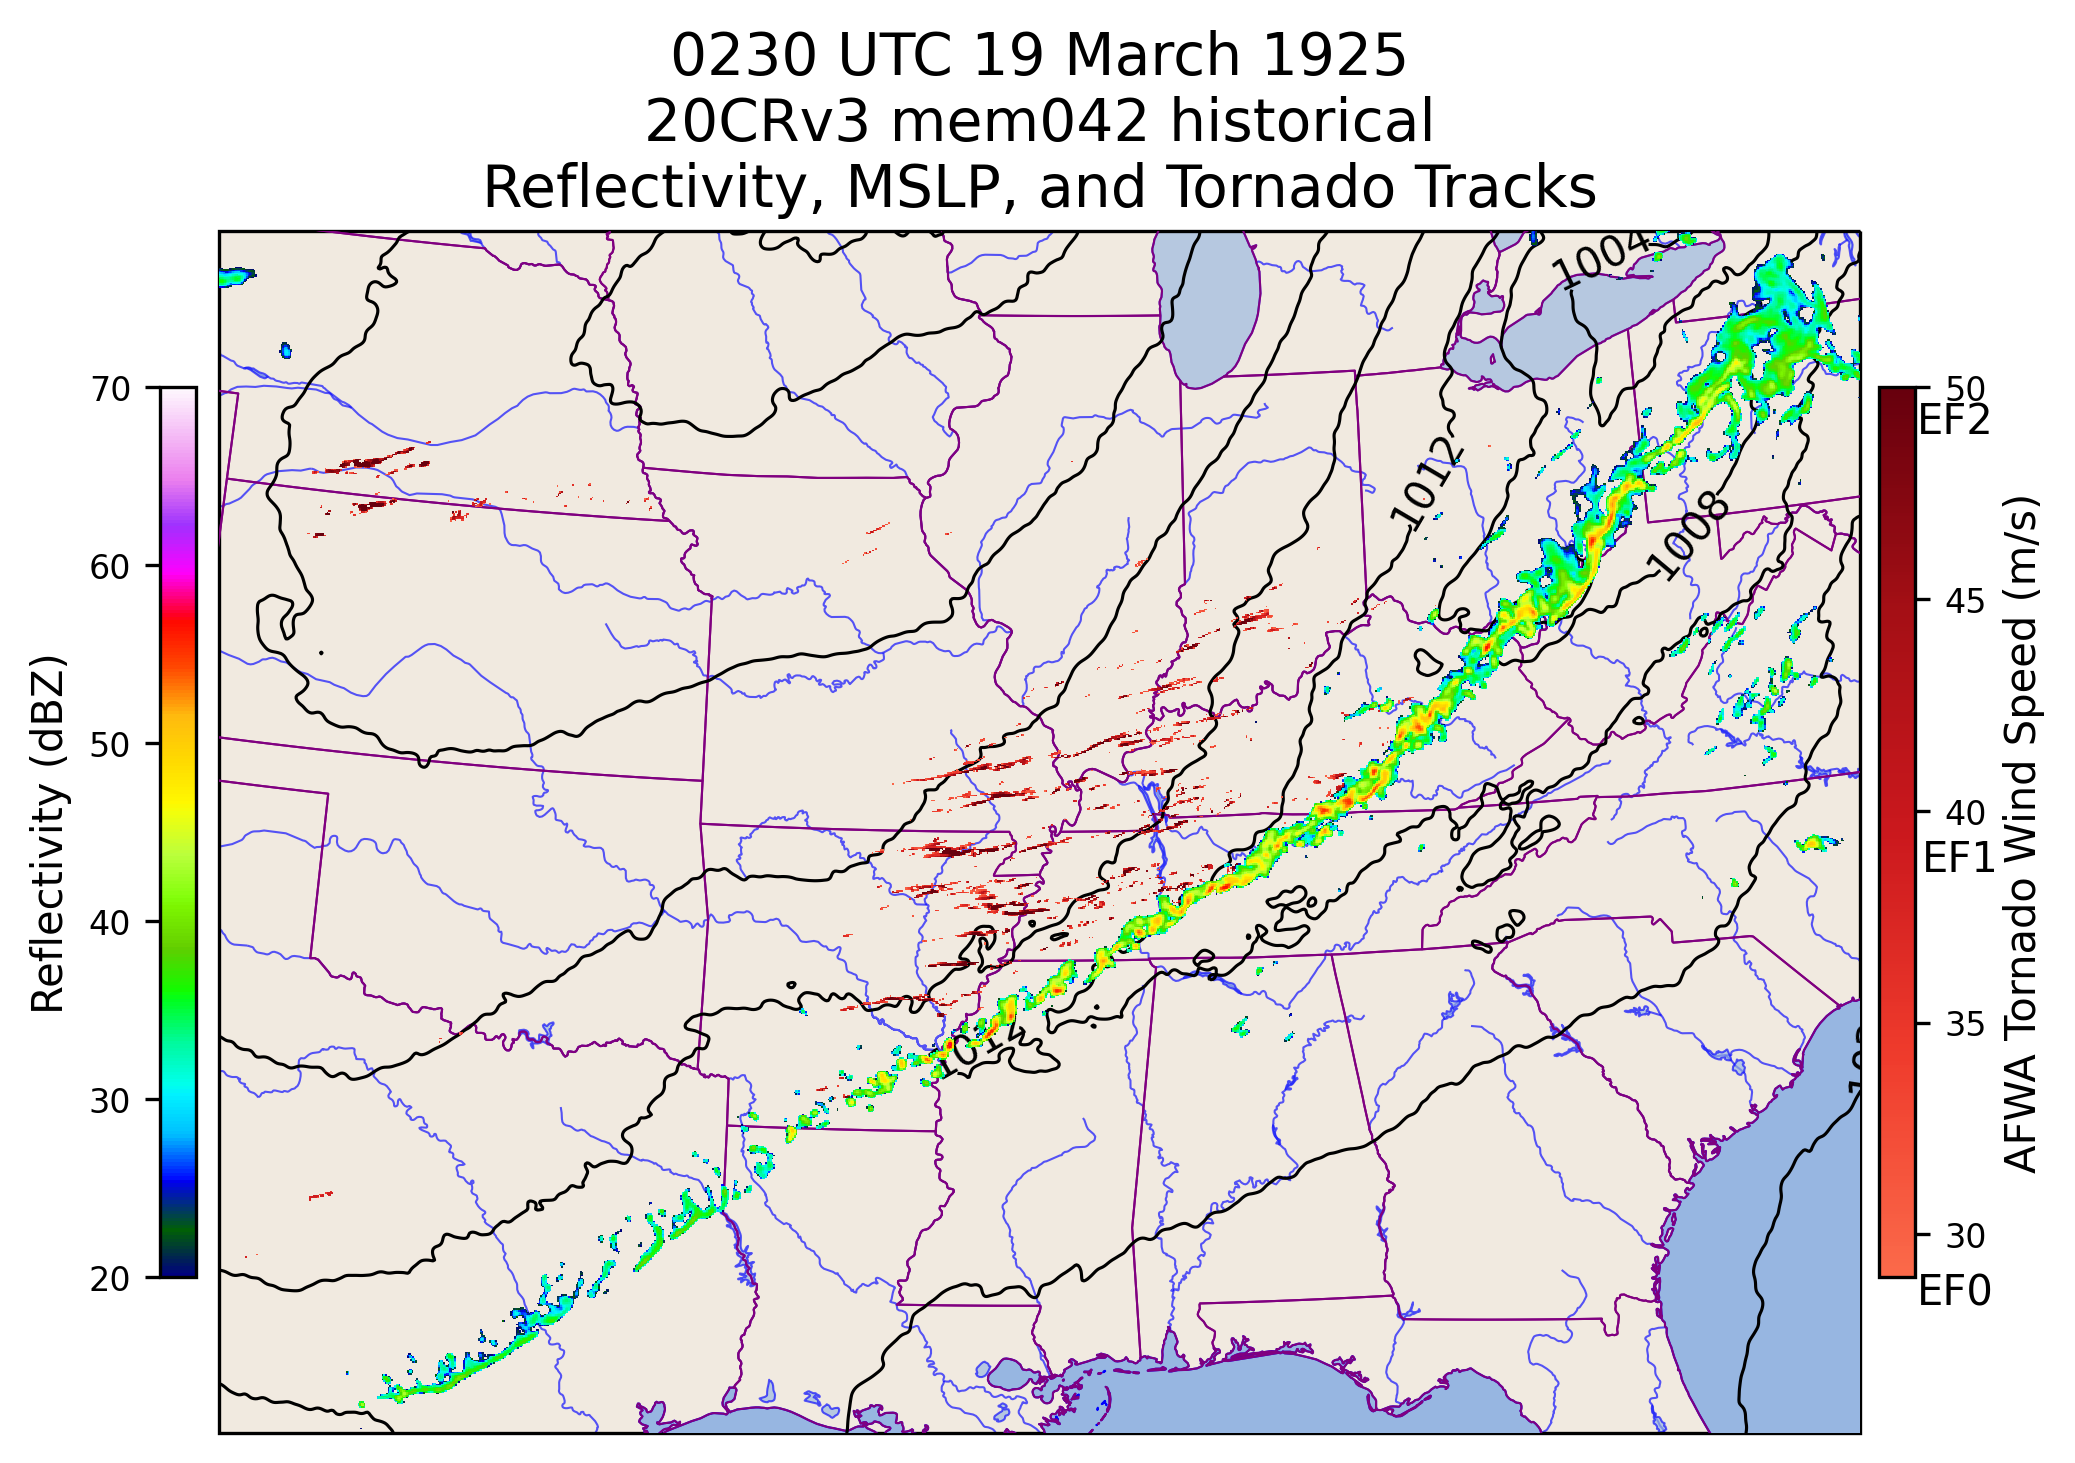 0230 UTC 19 March 1925
20CRv3 mem042 historical
Reflectivity, MSLP, and Tornado Tracks
1004
1012
1008
1012
70
60
50
40
30
20
Reflectivity (dBZ)
50
EF2
45
40
EF1
35
30
EF0
AFWA Tornado Wind Speed (m/s)